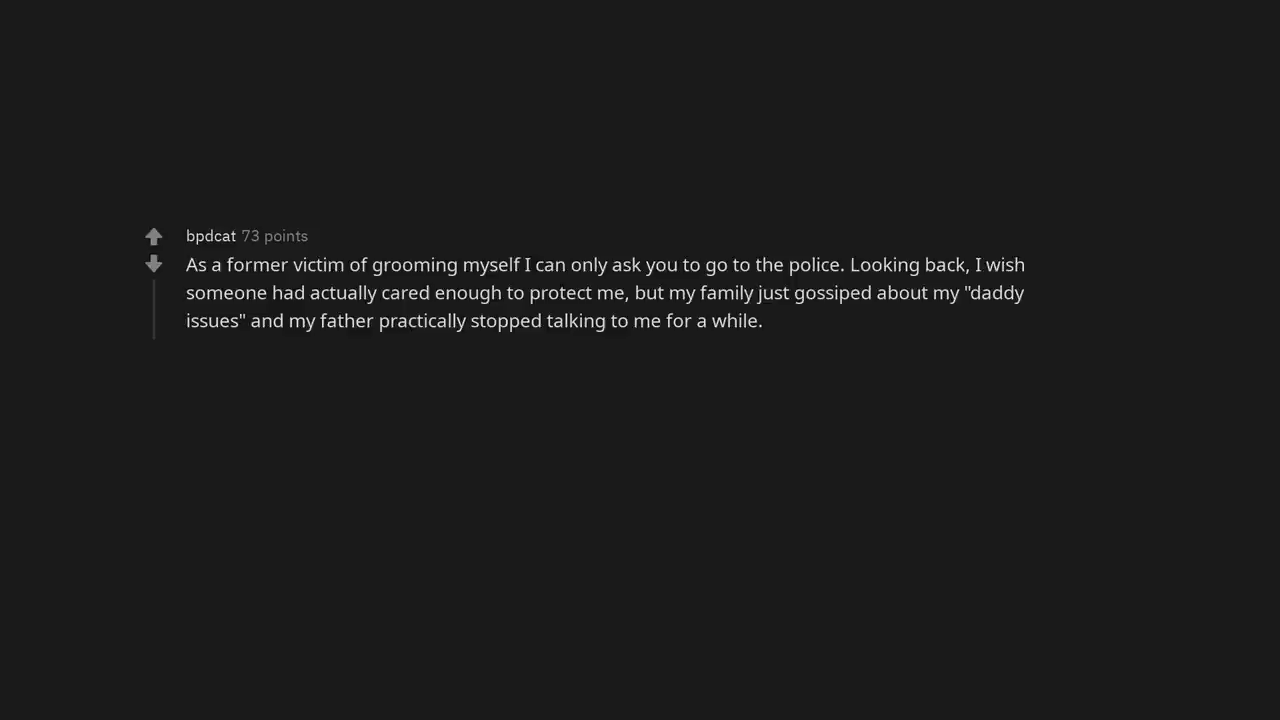 bpdcat 73 points
As a former victim of grooming myself I can only ask you to go to the police. Looking back, I wish
someone had actually cared enough to protect me, but my family just gossiped about my "daddy
issues" and my father practically stopped talking to me for a while.